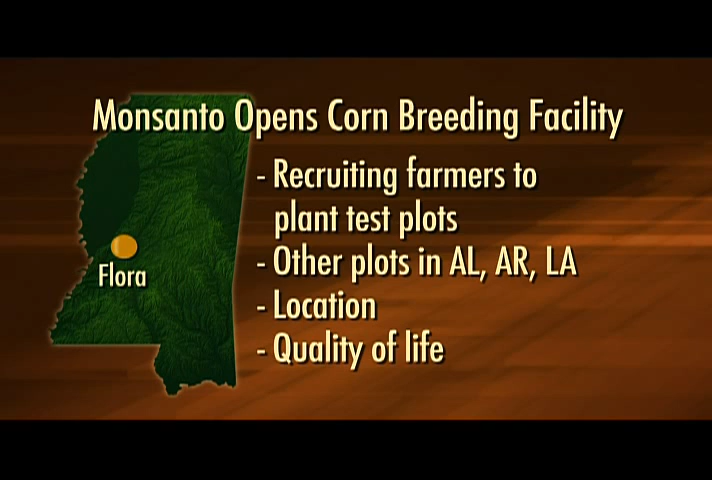 Monsanto Opens Corn Breeding Facility
- Recruiting farmers to
plant test plots
- Other plots in AL, AR, LA
- Location
- Quality of life
Flora